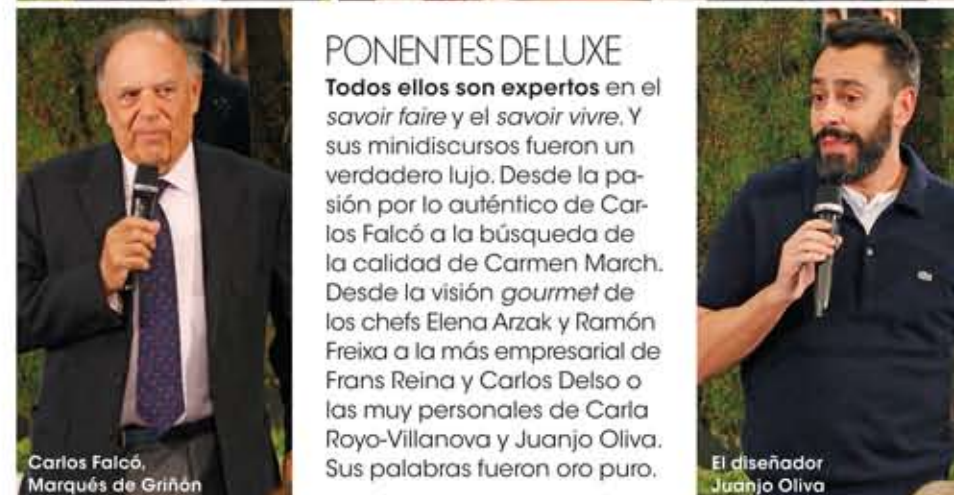 PONENTES DE LUXE
Todos ellos son expertos en el
savoir faire y el savoir vivre. Y
sus minidiscursos fueron un
verdadero lujo. Desde la pa-
sión por lo auténtico de Car-
los Falcó a la búsqueda de
la calidad de Carmen March.
Desde la visión gourmet de
los chefs Elena Arzak y Ramón
Freixa a la más empresarial de
Frans Reina y Carlos Delso o
las muy personales de Carla
Royo-Villanova y Juanjo Oliva.
Sus palabras fueron oro puro.
Carlos Falcó,
Marqués de Griñón
El diseñador
Juanjo Oliva